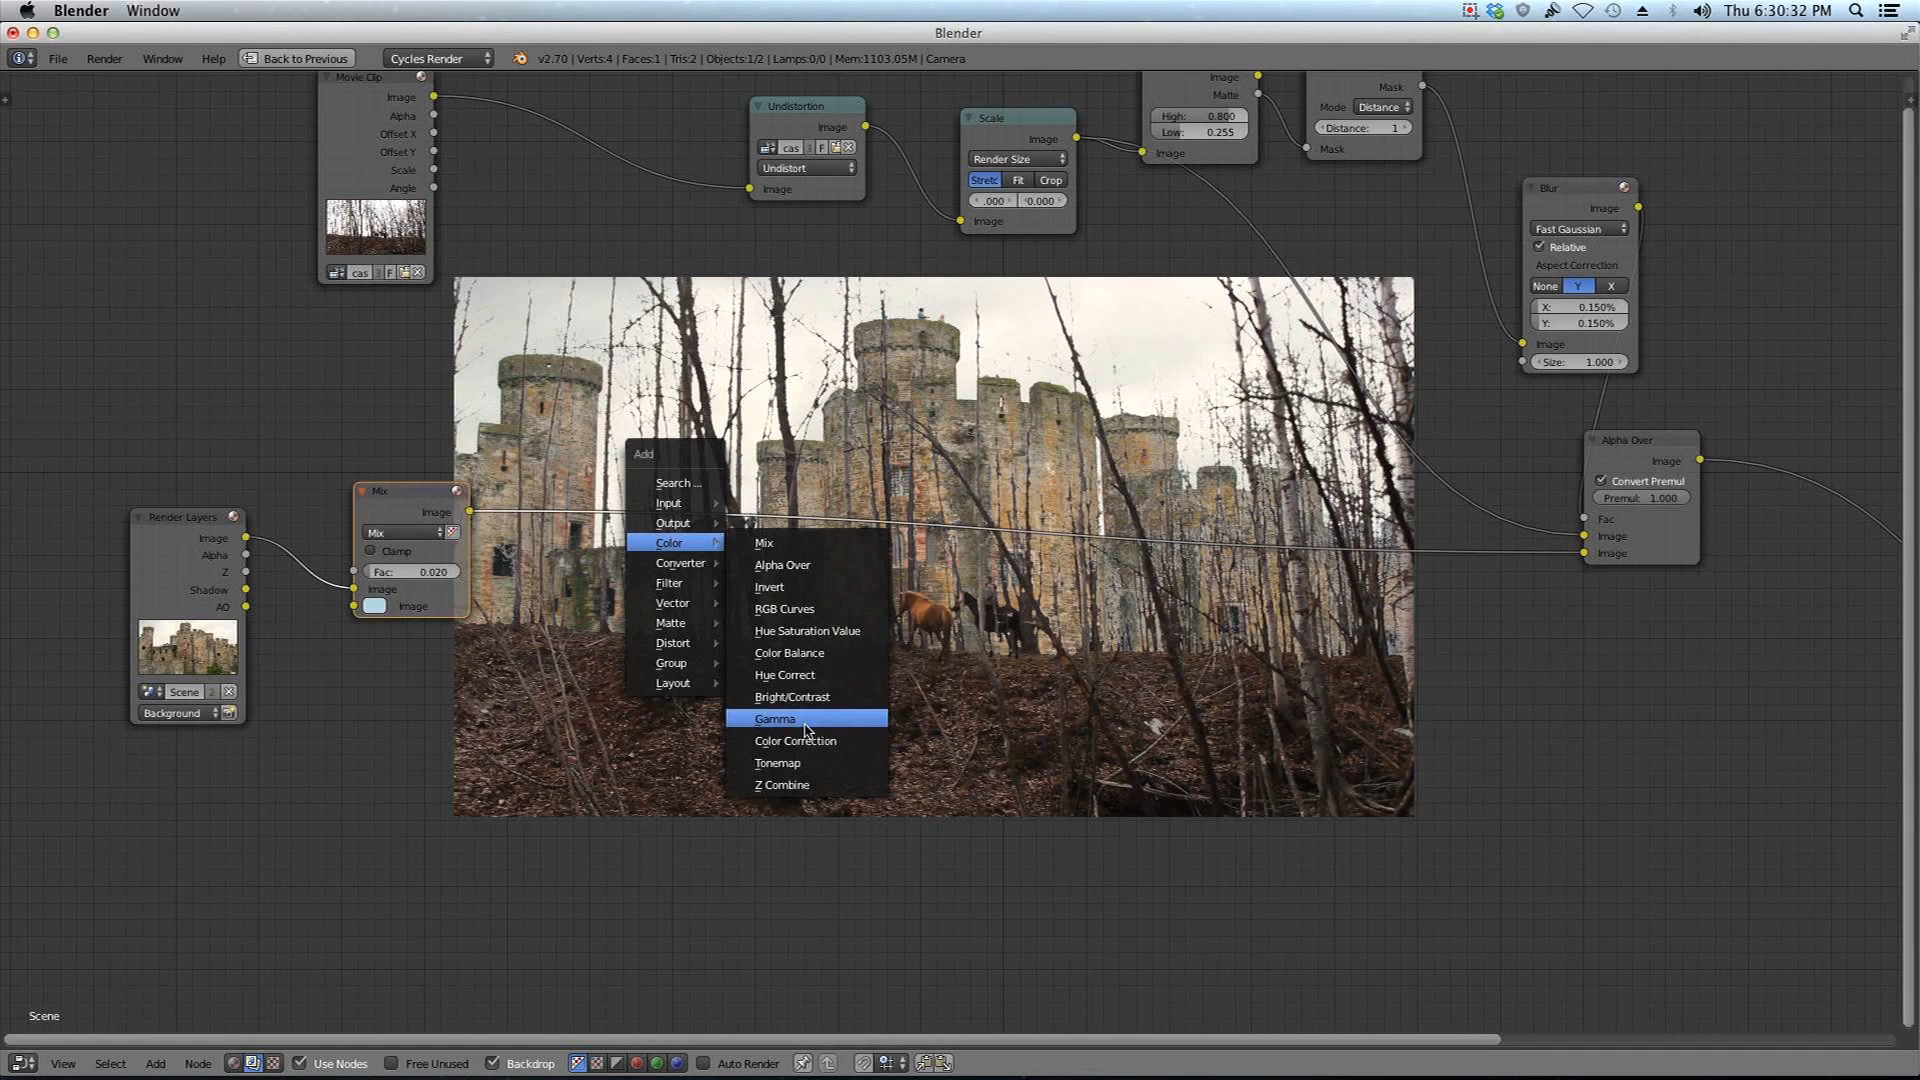 Blender Window Thu 6:30:32 PM
Blender
File Render Window Help Back to Previous Cycles Render v2.70 | Verts:4 | Faces:1 | Tris:2 | Objects:1/2 | Lamps:0/0 | Mem:1103.05M | Camera
Movie Clip
Image
Alpha
Offset X
Offset Y
Scale
Angle
cas 3 F
Undistortion
Image
cas 3 F
Undistort
Image
Scale
Image
Render Size
Stretc Fit Crop
.000 0.000
Image
Image
Matte
High: 0.800
Low: 0.255
Image
Mask
Mode Distance
Distance: 1
Mask
Blur
Image
Fast Gaussian
Relative
Aspect Correction
None Y X
X: 0.150%
Y: 0.150%
Image
Size: 1.000
Alpha Over
Image
Convert Premul
Premul: 1.000
Fac
Image
Image
Render Layers
Image
Alpha
Z
Shadow
AO
Scene 2
Background
Mix
Image
Mix
Clamp
Fac: 0.020
Image
Image
Add
Search ...
Input
Output
Color
Converter
Filter
Vector
Matte
Distort
Group
Layout
Mix
Alpha Over
Invert
RGB Curves
Hue Saturation Value
Color Balance
Hue Correct
Bright/Contrast
Gamma
Color Correction
Tonemap
Z Combine
Scene
View Select Add Node Use Nodes Free Unused Backdrop Auto Render